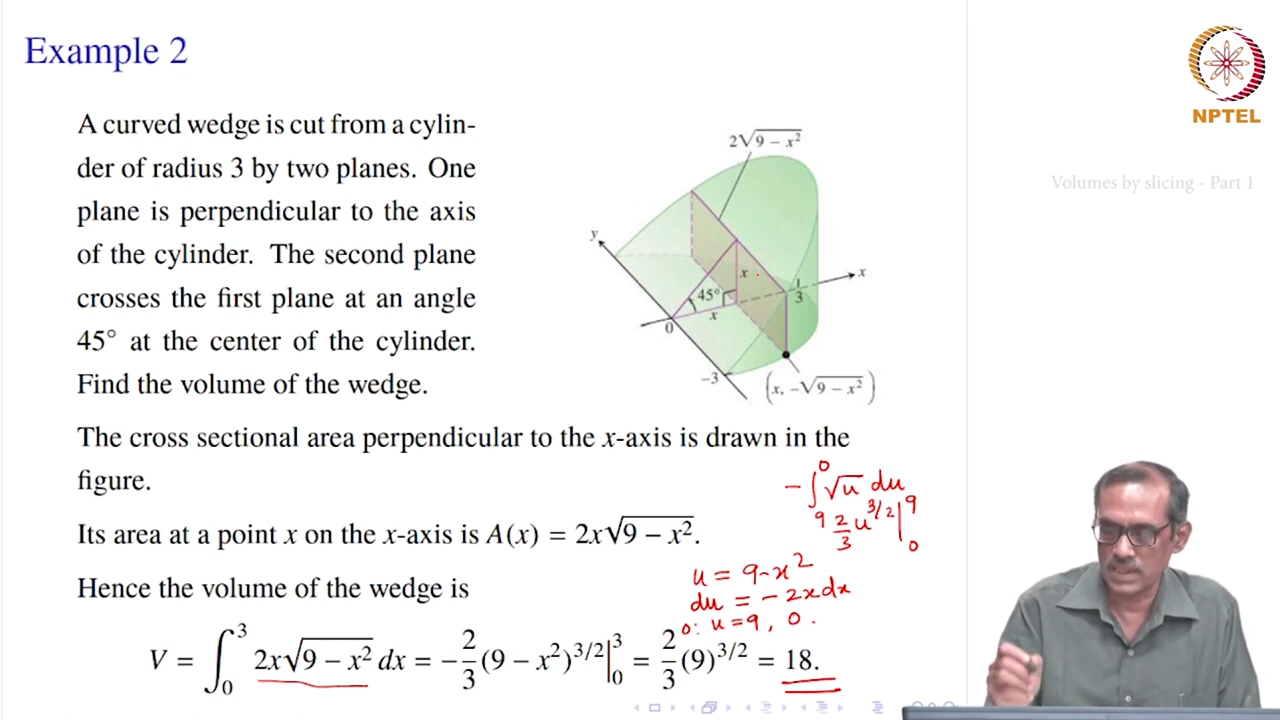 Example 2
NPTEL
Volumes by slicing - Part 1
A curved wedge is cut from a cylin-
der of radius 3 by two planes. One
plane is perpendicular to the axis
of the cylinder. The second plane
crosses the first plane at an angle
45° at the center of the cylinder.
Find the volume of the wedge.
2√(9 − x²)
y
x
x
45°
x
0
1
3
−3
(x, −√(9 − x²))
The cross sectional area perpendicular to the x-axis is drawn in the
figure.
Its area at a point x on the x-axis is A(x) = 2x√(9 − x²).
Hence the volume of the wedge is
V = ∫₀³ 2x√(9 − x²) dx = −2/3 (9 − x²)^{3/2} |₀³ = 2/3 (9)^{3/2} = 18.
− ∫₉⁰ √u du
2/3 u^{3/2} |₀⁹
u = 9-x²
du = -2x dx
0: u=9, 0.